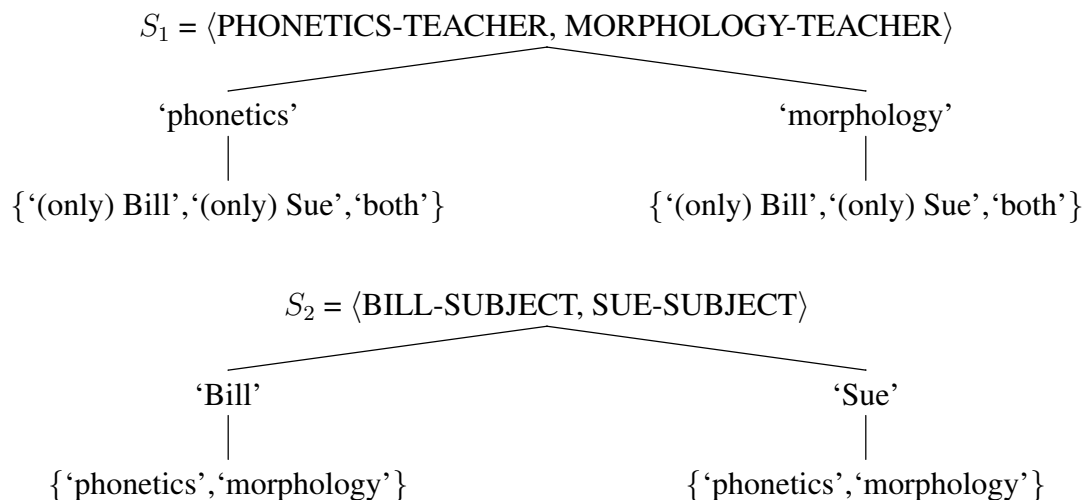 S₁ = ⟨PHONETICS-TEACHER, MORPHOLOGY-TEACHER⟩
‘phonetics’ ‘morphology’
{‘(only) Bill’,‘(only) Sue’,‘both’} {‘(only) Bill’,‘(only) Sue’,‘both’}
S₂ = ⟨BILL-SUBJECT, SUE-SUBJECT⟩
‘Bill’ ‘Sue’
{‘phonetics’,‘morphology’} {‘phonetics’,‘morphology’}